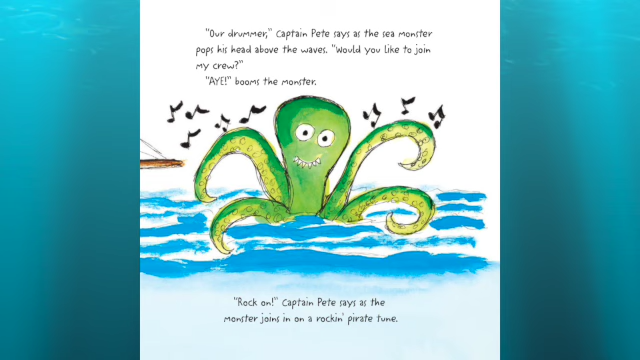 "Our drummer," Captain Pete says as the sea monster
pops his head above the waves. "Would you like to join
my crew?"
"AYE!" booms the monster.
"Rock on!" Captain Pete says as the
monster joins in on a rockin' pirate tune.